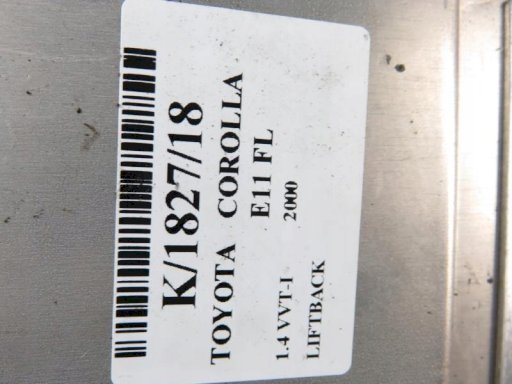 K/1827/18
TOYOTA COROLLA
E11 FL
1.4 VVT-I 2000
LIFTBACK